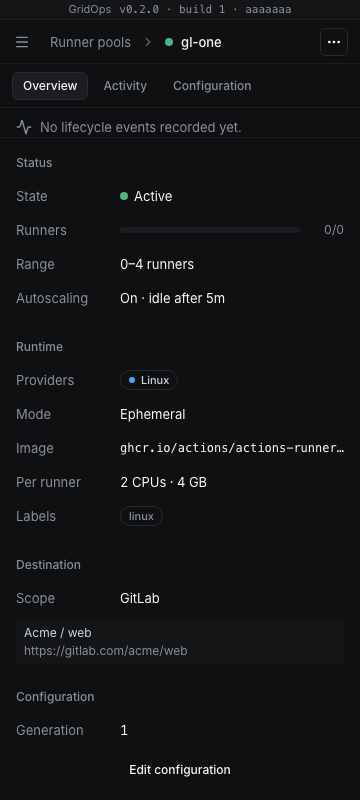 GridOps v0.2.0 · build 1 · aaaaaaa
Runner pools > gl-one
Overview Activity Configuration
No lifecycle events recorded yet.
Status
State Active
Runners 0/0
Range 0–4 runners
Autoscaling On · idle after 5m
Runtime
Providers Linux
Mode Ephemeral
Image ghcr.io/actions/actions-runner…
Per runner 2 CPUs · 4 GB
Labels linux
Destination
Scope GitLab
Acme / web
https://gitlab.com/acme/web
Configuration
Generation 1
Edit configuration